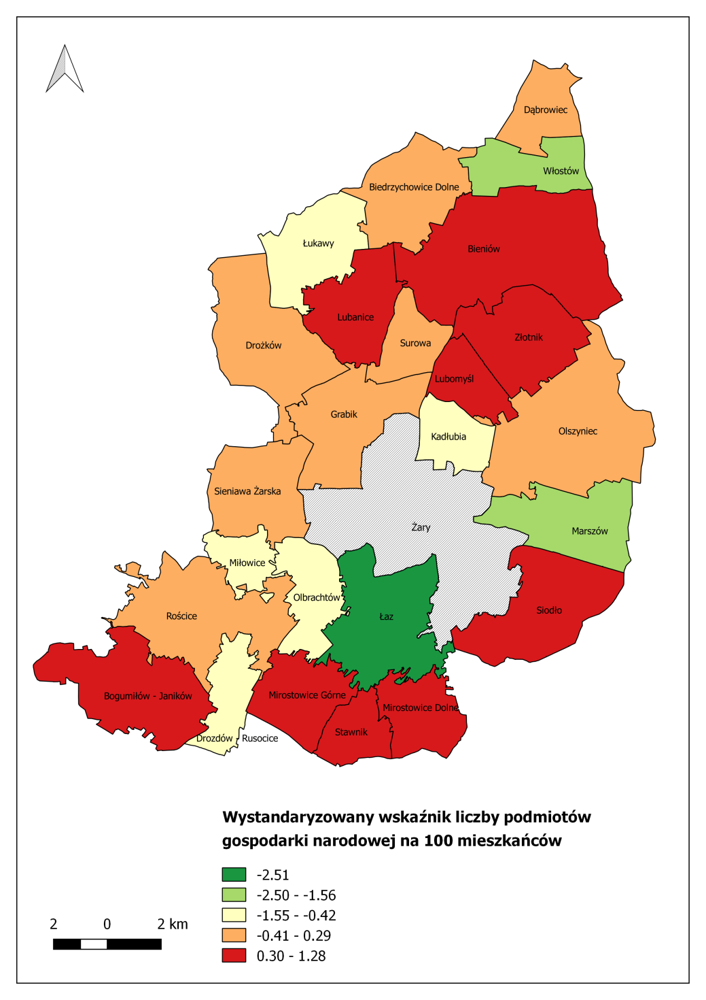 Dąbrowiec
Włostów
Biedrzychowice Dolne
Łukawy
Bieniów
Lubanice
Złotnik
Surowa
Drożków
Lubomyśl
Grabik
Olszyniec
Kadłubia
Sieniawa Żarska
Żary
Marszów
Miłowice
Olbrachtów
Siodło
Rościce
Łaz
Bogumiłów - Janików
Mirostowice Górne
Mirostowice Dolne
Stawnik
Drozdów
Rusocice
Wystandaryzowany wskaźnik liczby podmiotów
gospodarki narodowej na 100 mieszkańców
-2.51
-2.50 - -1.56
-1.55 - -0.42
-0.41 - 0.29
0.30 - 1.28
2 0 2 km